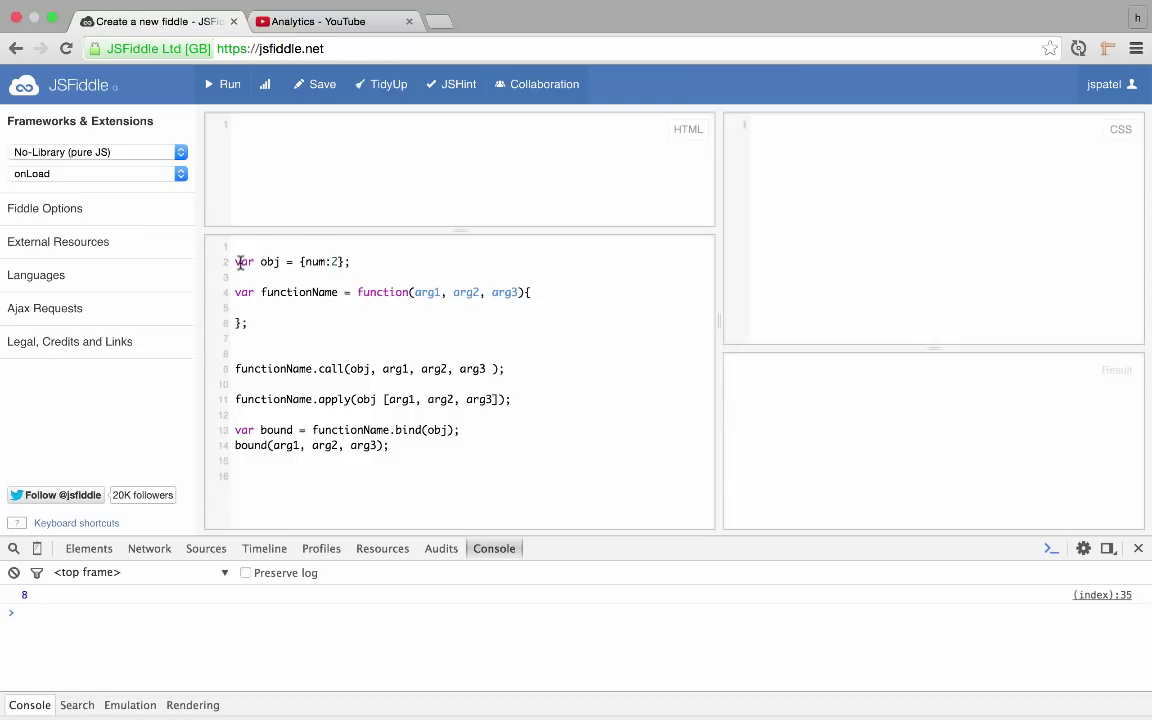 Create a new fiddle - JSFi
Analytics - YouTube
h
JSFiddle Ltd [GB] https://jsfiddle.net
JSFiddle
Run
Save
TidyUp
JSHint
Collaboration
jspatel
Frameworks & Extensions
No-Library (pure JS)
onLoad
Fiddle Options
External Resources
Languages
Ajax Requests
Legal, Credits and Links
Follow @jsfiddle
20K followers
? Keyboard shortcuts
1
HTML
1
CSS
Result
1
2 var obj = {num:2};
3
4 var functionName = function(arg1, arg2, arg3){
5
6 };
7
8
9 functionName.call(obj, arg1, arg2, arg3 );
10
11 functionName.apply(obj [arg1, arg2, arg3]);
12
13 var bound = functionName.bind(obj);
14 bound(arg1, arg2, arg3);
15
16
Elements Network Sources Timeline Profiles Resources Audits Console
<top frame> Preserve log
8 (index):35
>
Console Search Emulation Rendering